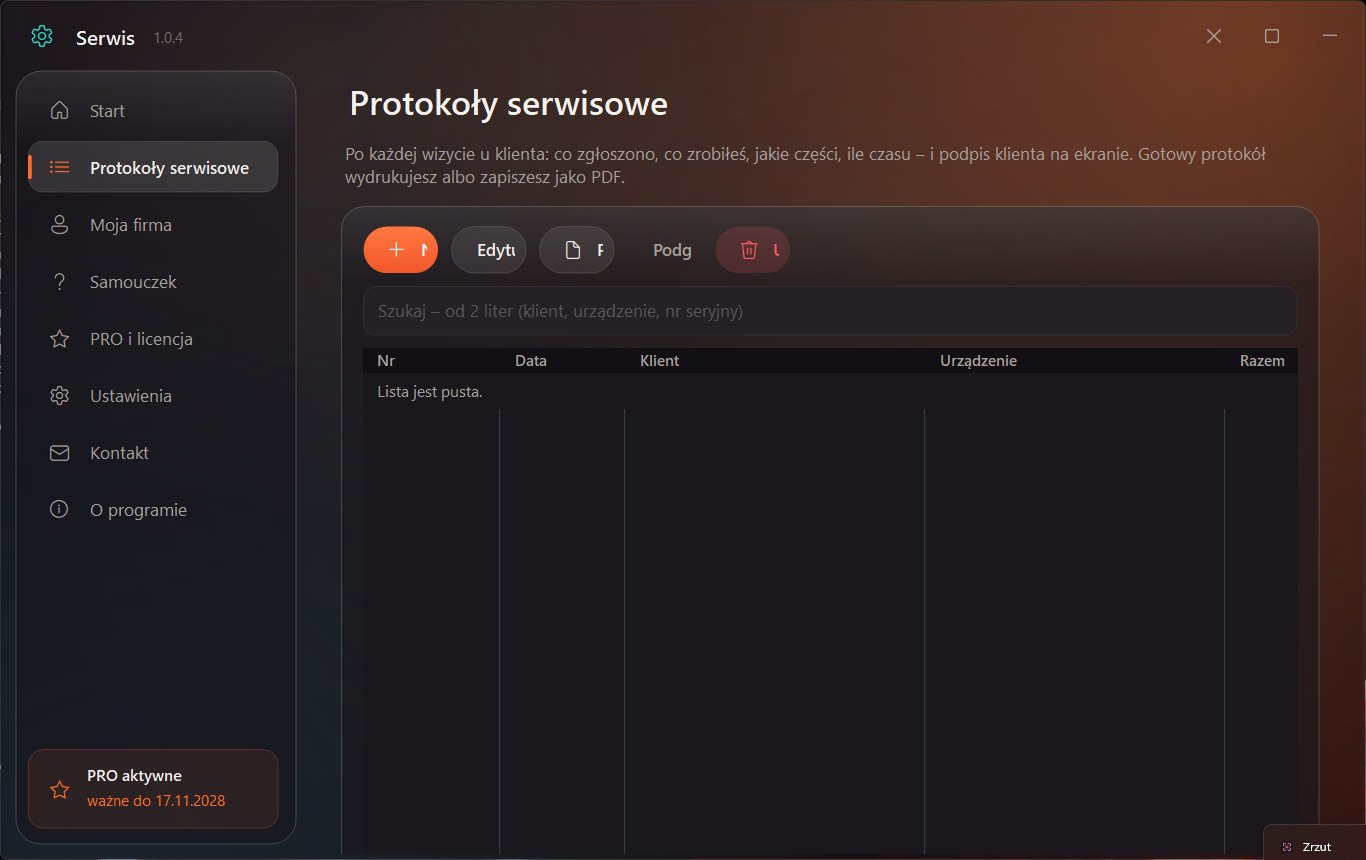 Serwis 1.0.4
Start
Protokoły serwisowe
Moja firma
Samouczek
PRO i licencja
Ustawienia
Kontakt
O programie
PRO aktywne
ważne do 17.11.2028
Protokoły serwisowe
Po każdej wizycie u klienta: co zgłoszono, co zrobiłeś, jakie części, ile czasu – i podpis klienta na ekranie. Gotowy protokół
wydrukujesz albo zapiszesz jako PDF.
Podg
Szukaj – od 2 liter (klient, urządzenie, nr seryjny)
Nr Data Klient Urządzenie Razem
Lista jest pusta.
Zrzut